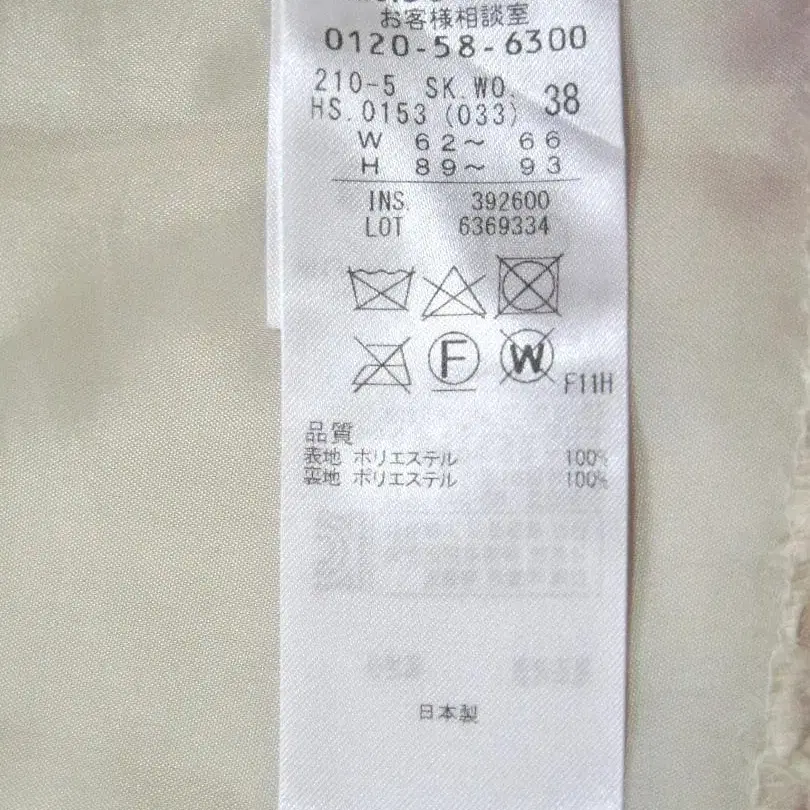 お客様相談室
0120-58-6300
210-5 SK.WO. 38
HS.0153 (033)
W 62～ 66
H 89～ 93
INS. 392600
LOT 6369334
F W
F11H
品質
表地 ポリエステル 100%
裏地 ポリエステル 100%
日本製